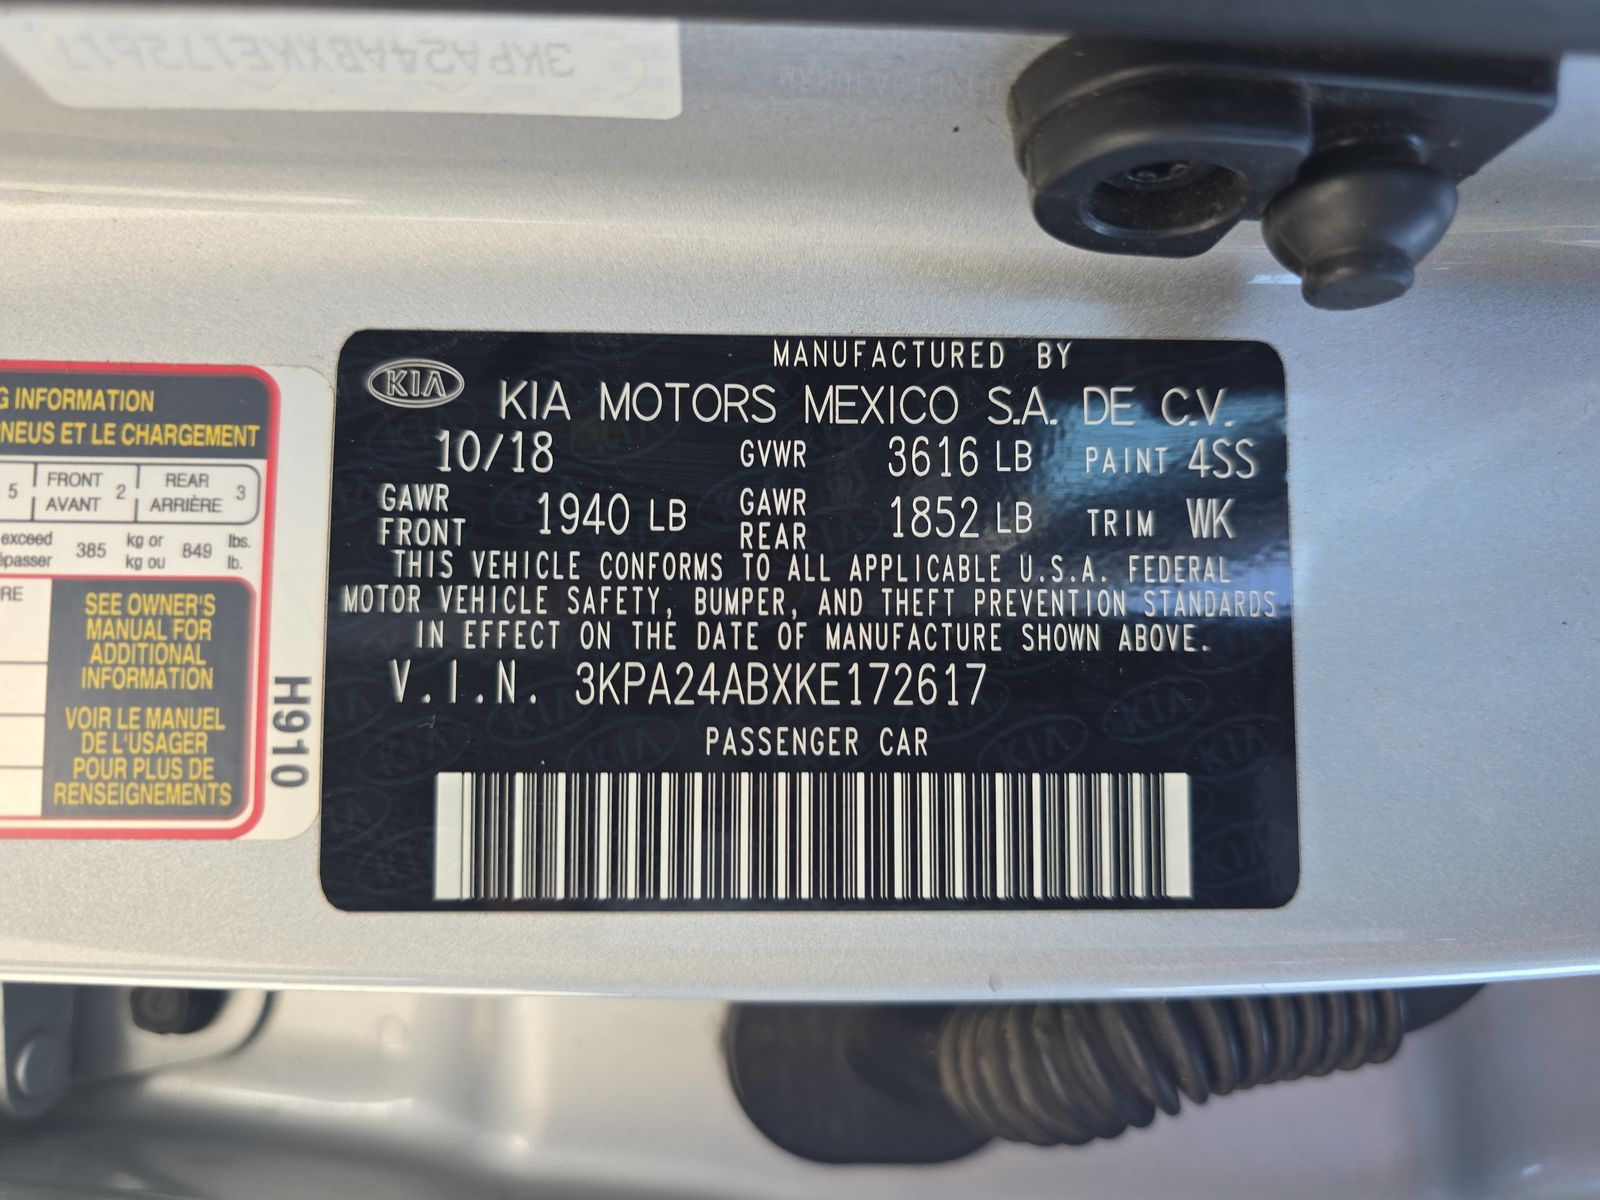 3KPA24ABXKE172617
MANUFACTURED BY
KIA
KIA MOTORS MEXICO S.A. DE C.V.
10/18 GVWR 3616 LB PAINT 4SS
GAWR FRONT 1940 LB GAWR REAR 1852 LB TRIM WK
THIS VEHICLE CONFORMS TO ALL APPLICABLE U.S.A. FEDERAL
MOTOR VEHICLE SAFETY, BUMPER, AND THEFT PREVENTION STANDARDS
IN EFFECT ON THE DATE OF MANUFACTURE SHOWN ABOVE.
V.I.N. 3KPA24ABXKE172617
PASSENGER CAR
INFORMATION
PNEUS ET LE CHARGEMENT
5 FRONT AVANT 2 REAR ARRIÈRE 3
exceed
dépasser 385 kg or kg ou 849 lbs. lb.
SEE OWNER'S
MANUAL FOR
ADDITIONAL
INFORMATION
VOIR LE MANUEL
DE L'USAGER
POUR PLUS DE
RENSEIGNEMENTS
H910